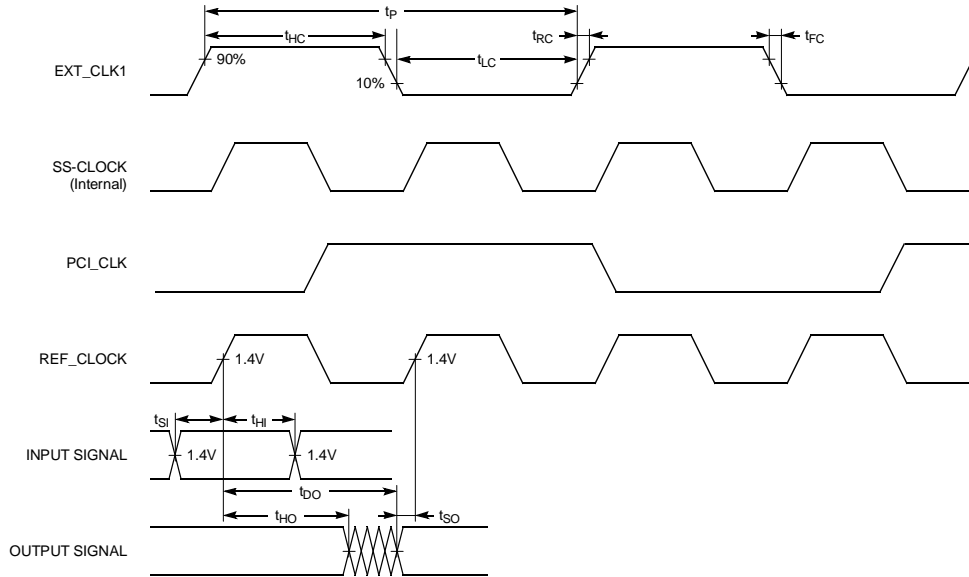 tP
tHC
tRC
tFC
EXT_CLK1
90%
tLC
10%
SS-CLOCK
(Internal)
PCI_CLK
REF_CLOCK
1.4V
1.4V
tSI
tHI
INPUT SIGNAL
1.4V
1.4V
tDO
tHO
tSO
OUTPUT SIGNAL